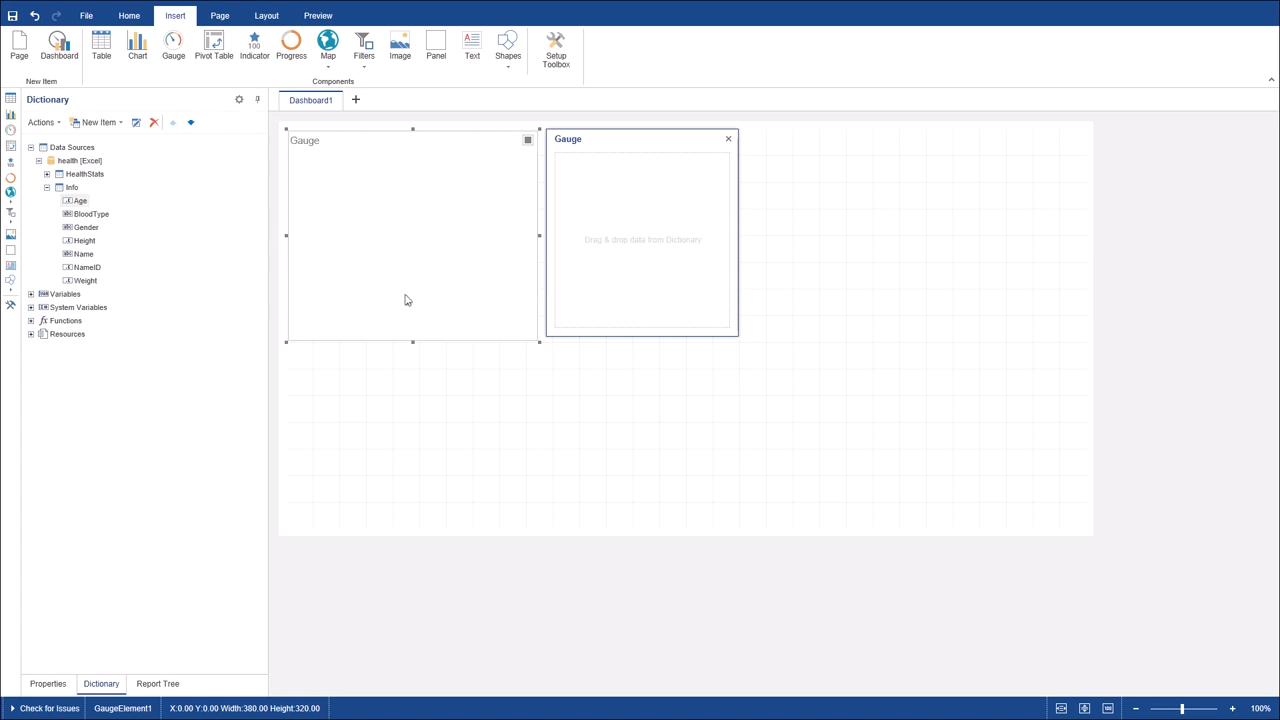 File
Home
Insert
Page
Layout
Preview
Page
Dashboard
Table
Chart
Gauge
Pivot Table
100
Indicator
Progress
Map
Filters
Image
Panel
Text
Shapes
Setup
Toolbox
New Item
Components
Dictionary
Dashboard1
Actions
New Item
Data Sources
health [Excel]
HealthStats
Info
Age
BloodType
Gender
Height
Name
NameID
Weight
Variables
System Variables
Functions
Resources
Gauge
Gauge
Drag & drop data from Dictionary
Properties
Dictionary
Report Tree
Check for Issues
GaugeElement1
X:0.00 Y:0.00 Width:380.00 Height:320.00
100%